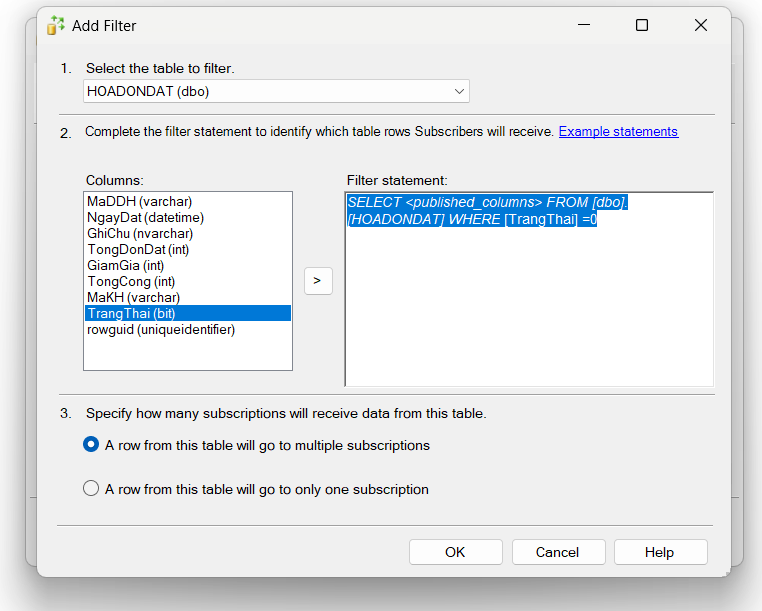 Add Filter
1. Select the table to filter.
HOADONDAT (dbo)
2. Complete the filter statement to identify which table rows Subscribers will receive. Example statements
Columns:
MaDDH (varchar)
NgayDat (datetime)
GhiChu (nvarchar)
TongDonDat (int)
GiamGia (int)
TongCong (int)
MaKH (varchar)
TrangThai (bit)
rowguid (uniqueidentifier)
>
Filter statement:
SELECT <published_columns> FROM [dbo].
[HOADONDAT] WHERE [TrangThai] =0
3. Specify how many subscriptions will receive data from this table.
A row from this table will go to multiple subscriptions
A row from this table will go to only one subscription
OK Cancel Help